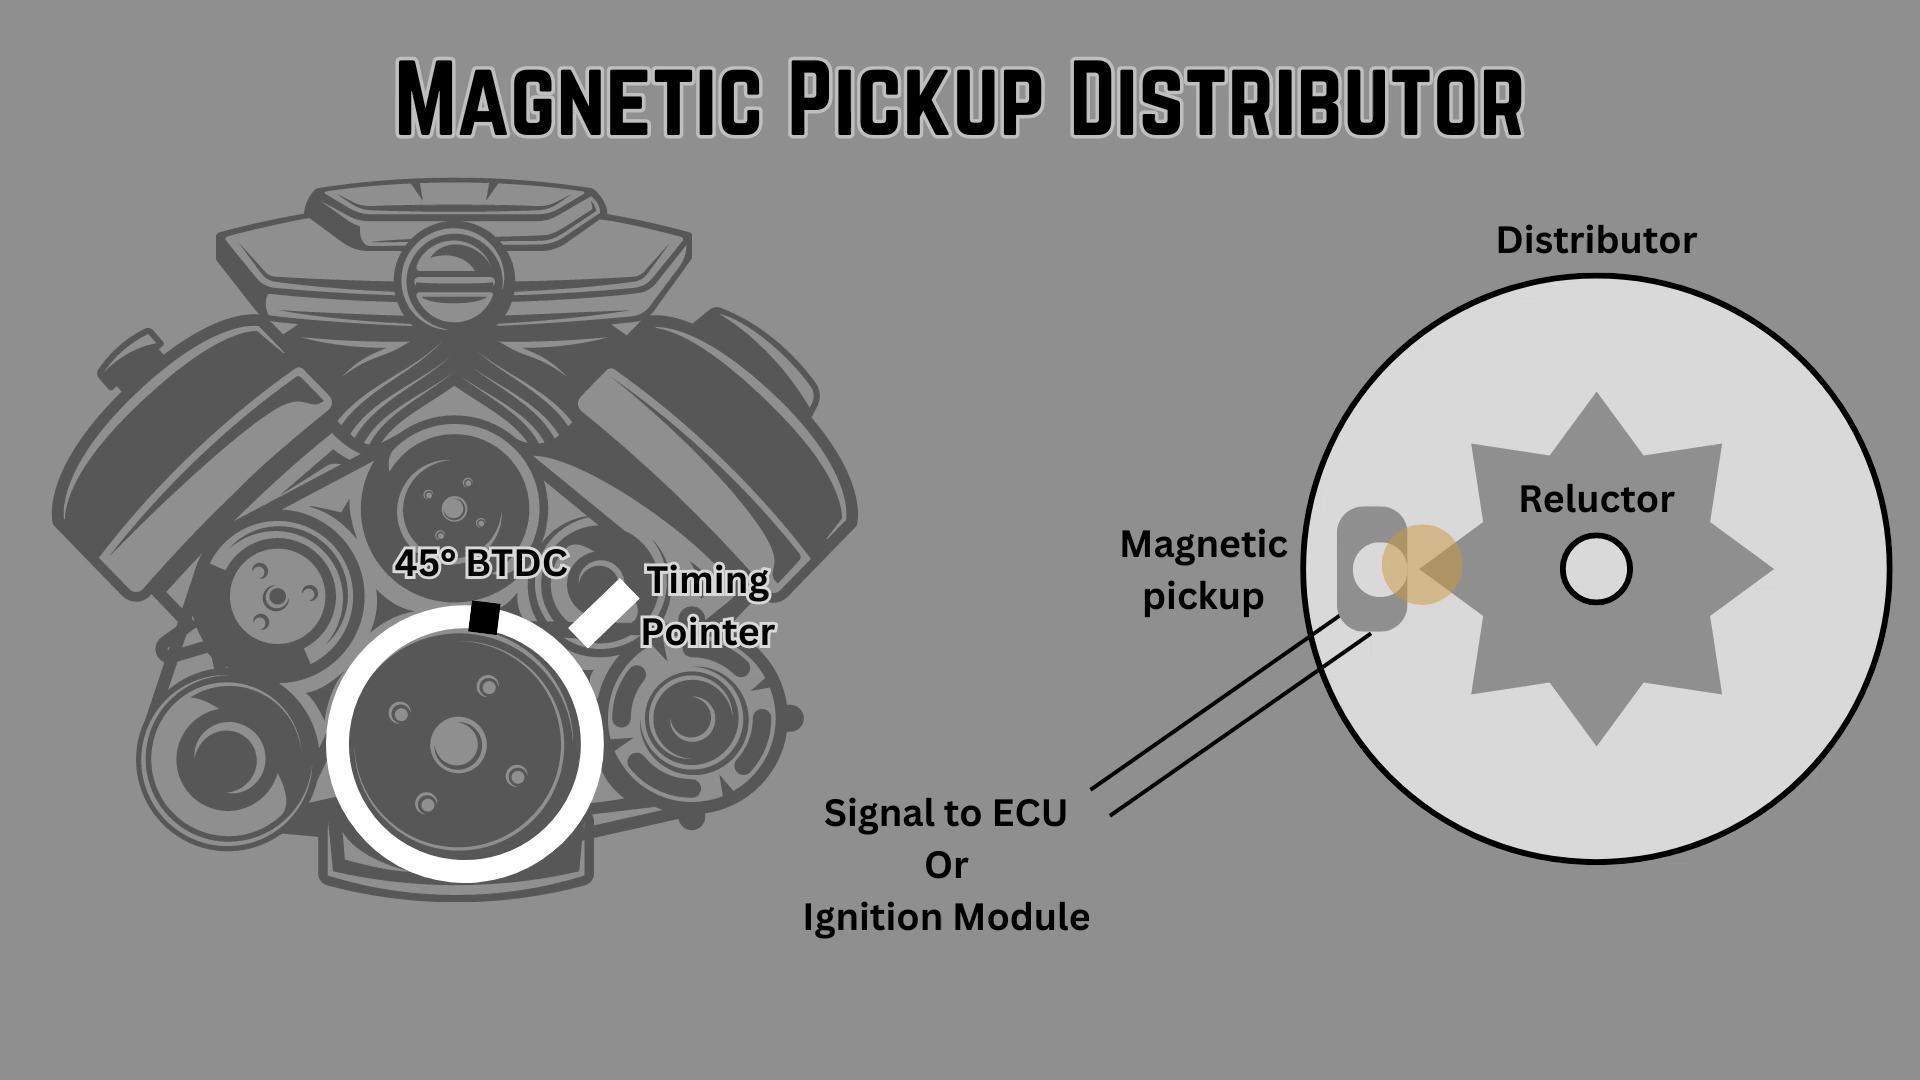 Magnetic Pickup Distributor
Distributor
Reluctor
Magnetic
pickup
45° BTDC
Timing
Pointer
Signal to ECU
Or
Ignition Module